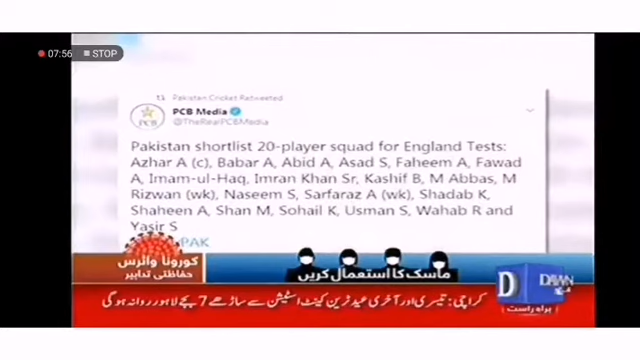 07:56 STOP
Pakistan Cricket Retweeted
PCB Media
@TheRealPCBMedia
PCB
Pakistan shortlist 20-player squad for England Tests:
Azhar A (c), Babar A, Abid A, Asad S, Faheem A, Fawad
A, Imam-ul-Haq, Imran Khan Sr, Kashif B, M Abbas, M
Rizwan (wk), Naseem S, Sarfaraz A (wk), Shadab K,
Shaheen A, Shan M, Sohail K, Usman S, Wahab R and
Yasir S
PAK
کورونا وائرس
حفاظتی تدابیر
ماسک کا استعمال کریں
DAWN
براہ راست
کراچی : تیسری اور آخری عید ٹرین کینٹ اسٹیشن سے ساڑھے 7 بجے لاہور روانہ ہوگی